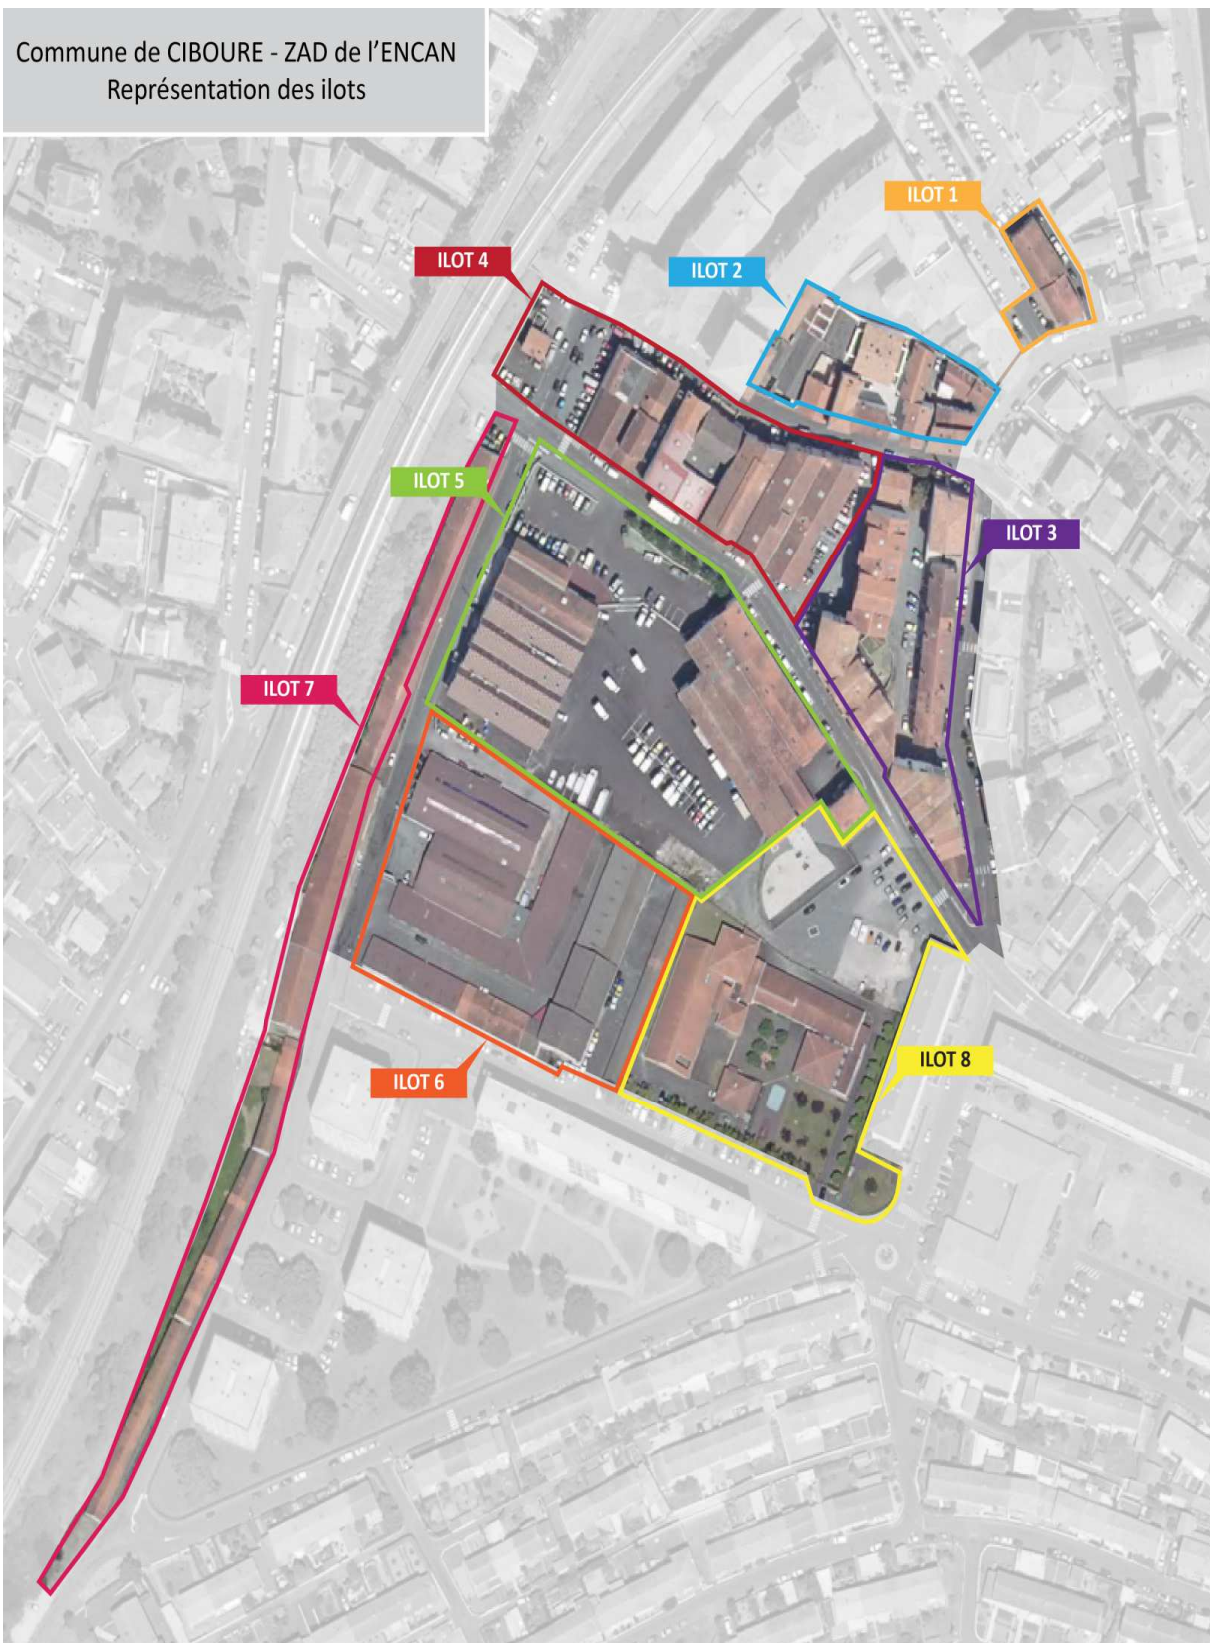 Commune de CIBOURE - ZAD de l’ENCAN
Représentation des ilots
ILOT 1
ILOT 4
ILOT 2
ILOT 5
ILOT 3
ILOT 7
ILOT 8
ILOT 6